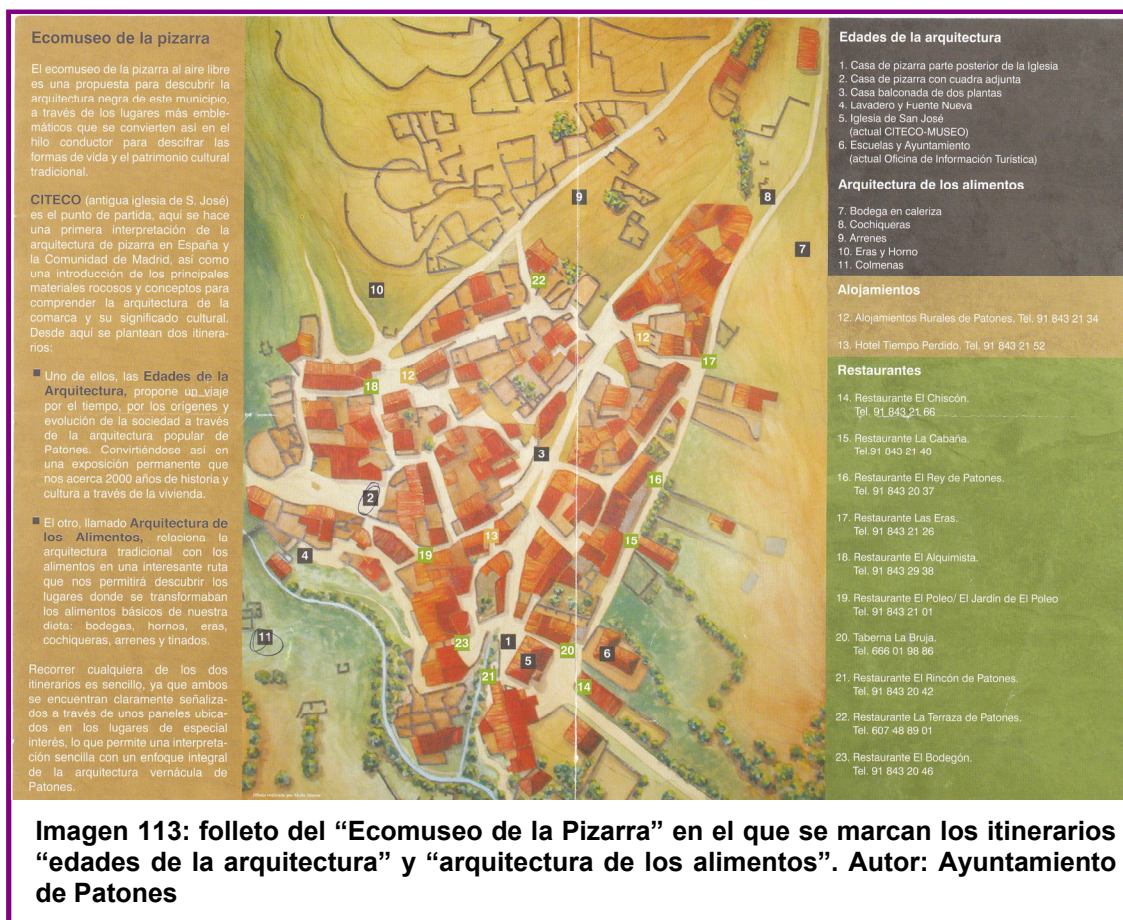 Ecomuseo de la pizarra
El ecomuseo de la pizarra al aire libre
es una propuesta para descubrir la
arquitectura negra de este municipio,
a través de los lugares más emble-
máticos que se convierten así en el
hilo conductor para descifrar las
formas de vida y el patrimonio cultural
tradicional.
CITECO (antigua iglesia de S. José)
es el punto de partida, aquí se hace
una primera interpretación de la
arquitectura de pizarra en España y
la Comunidad de Madrid, así como
una introducción de los principales
materiales rocosos y conceptos para
comprender la arquitectura de la
comarca y su significado cultural.
Desde aquí se plantean dos itinera-
rios:
Uno de ellos, las Edades de la
Arquitectura, propone un viaje
por el tiempo, por los orígenes y
evolución de la sociedad a través
de la arquitectura popular de
Patones. Convirtiéndose así en
una exposición permanente que
nos acerca 2000 años de historia y
cultura a través de la vivienda.
El otro, llamado Arquitectura de
los Alimentos, relaciona la
arquitectura tradicional con los
alimentos en una interesante ruta
que nos permitirá descubrir los
lugares donde se transformaban
los alimentos básicos de nuestra
dieta: bodegas, hornos, eras,
cochiqueras, arrenes y tinados.
Recorrer cualquiera de los dos
itinerarios es sencillo, ya que ambos
se encuentran claramente señaliza-
dos a través de unos paneles ubica-
dos en los lugares de especial
interés, lo que permite una interpreta-
ción sencilla con un enfoque integral
de la arquitectura vernácula de
Patones.
9
8
7
22
10
12
17
12
18
3
16
2
13
15
19
4
11
23
1
20
6
5
21
14
Edades de la arquitectura
1. Casa de pizarra parte posterior de la Iglesia
2. Casa de pizarra con cuadra adjunta
3. Casa balconada de dos plantas
4. Lavadero y Fuente Nueva
5. Iglesia de San José
(actual CITECO-MUSEO)
6. Escuelas y Ayuntamiento
(actual Oficina de Información Turística)
Arquitectura de los alimentos
7. Bodega en caleriza
8. Cochiqueras
9. Arrenes
10. Eras y Horno
11. Colmenas
Alojamientos
12. Alojamientos Rurales de Patones. Tel. 91 843 21 34
13. Hotel Tiempo Perdido. Tel. 91 843 21 52
Restaurantes
14. Restaurante El Chiscón.
Tel. 91 843 21 66
15. Restaurante La Cabaña.
Tel.91 843 21 40
16. Restaurante El Rey de Patones.
Tel. 91 843 20 37
17. Restaurante Las Eras.
Tel. 91 843 21 26
18. Restaurante El Alquimista.
Tel. 91 843 29 38
19. Restaurante El Poleo/ El Jardín de El Poleo
Tel. 91 843 21 01
20. Taberna La Bruja.
Tel. 666 01 98 86
21. Restaurante El Rincón de Patones.
Tel. 91 843 20 42
22. Restaurante La Terraza de Patones.
Tel. 607 48 89 01
23. Restaurante El Bodegón.
Tel. 91 843 20 46
Imagen 113: folleto del “Ecomuseo de la Pizarra” en el que se marcan los itinerarios
“edades de la arquitectura” y “arquitectura de los alimentos”. Autor: Ayuntamiento
de Patones